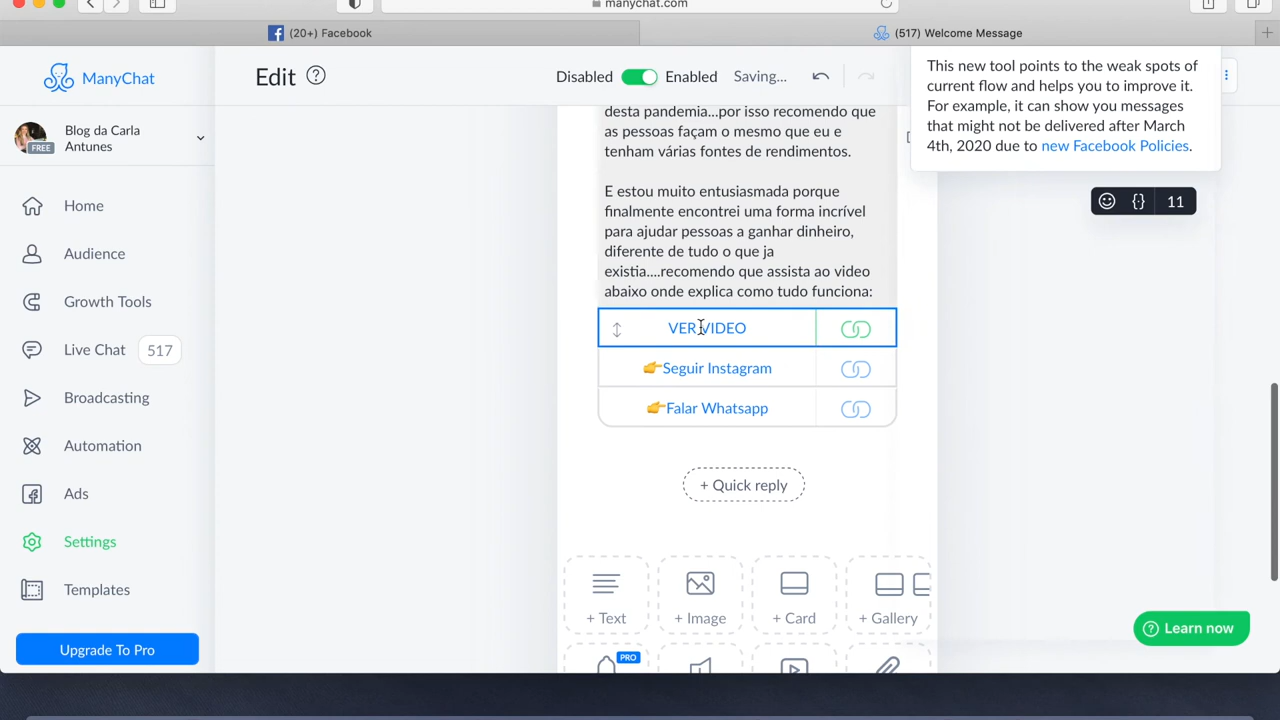 manychat.com
(20+) Facebook
(517) Welcome Message
ManyChat
Edit
Disabled
Enabled
Saving...
This new tool points to the weak spots of
current flow and helps you to improve it.
For example, it can show you messages
that might not be delivered after March
4th, 2020 due to new Facebook Policies.
Blog da Carla
Antunes
FREE
Home
Audience
Growth Tools
Live Chat
517
Broadcasting
Automation
Ads
Settings
Templates
Upgrade To Pro
desta pandemia...por isso recomendo que
as pessoas façam o mesmo que eu e
tenham várias fontes de rendimentos.
E estou muito entusiasmada porque
finalmente encontrei uma forma incrível
para ajudar pessoas a ganhar dinheiro,
diferente de tudo o que ja
existia....recomendo que assista ao video
abaixo onde explica como tudo funciona:
VER VIDEO
👉Seguir Instagram
👉Falar Whatsapp
+ Quick reply
+ Text
+ Image
+ Card
+ Gallery
PRO
{·}
11
Learn now